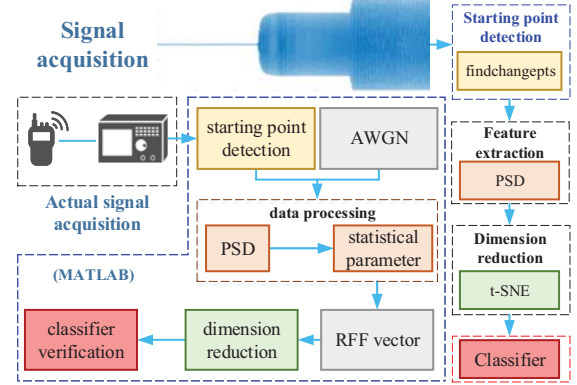 Signal
acquisition
Starting point
detection
findchangepts
starting point
detection
AWGN
Actual signal
acquisition
Feature
extraction
PSD
data processing
PSD
statistical
parameter
Dimension
reduction
t-SNE
(MATLAB)
classifier
verification
dimension
reduction
RFF vector
Classifier